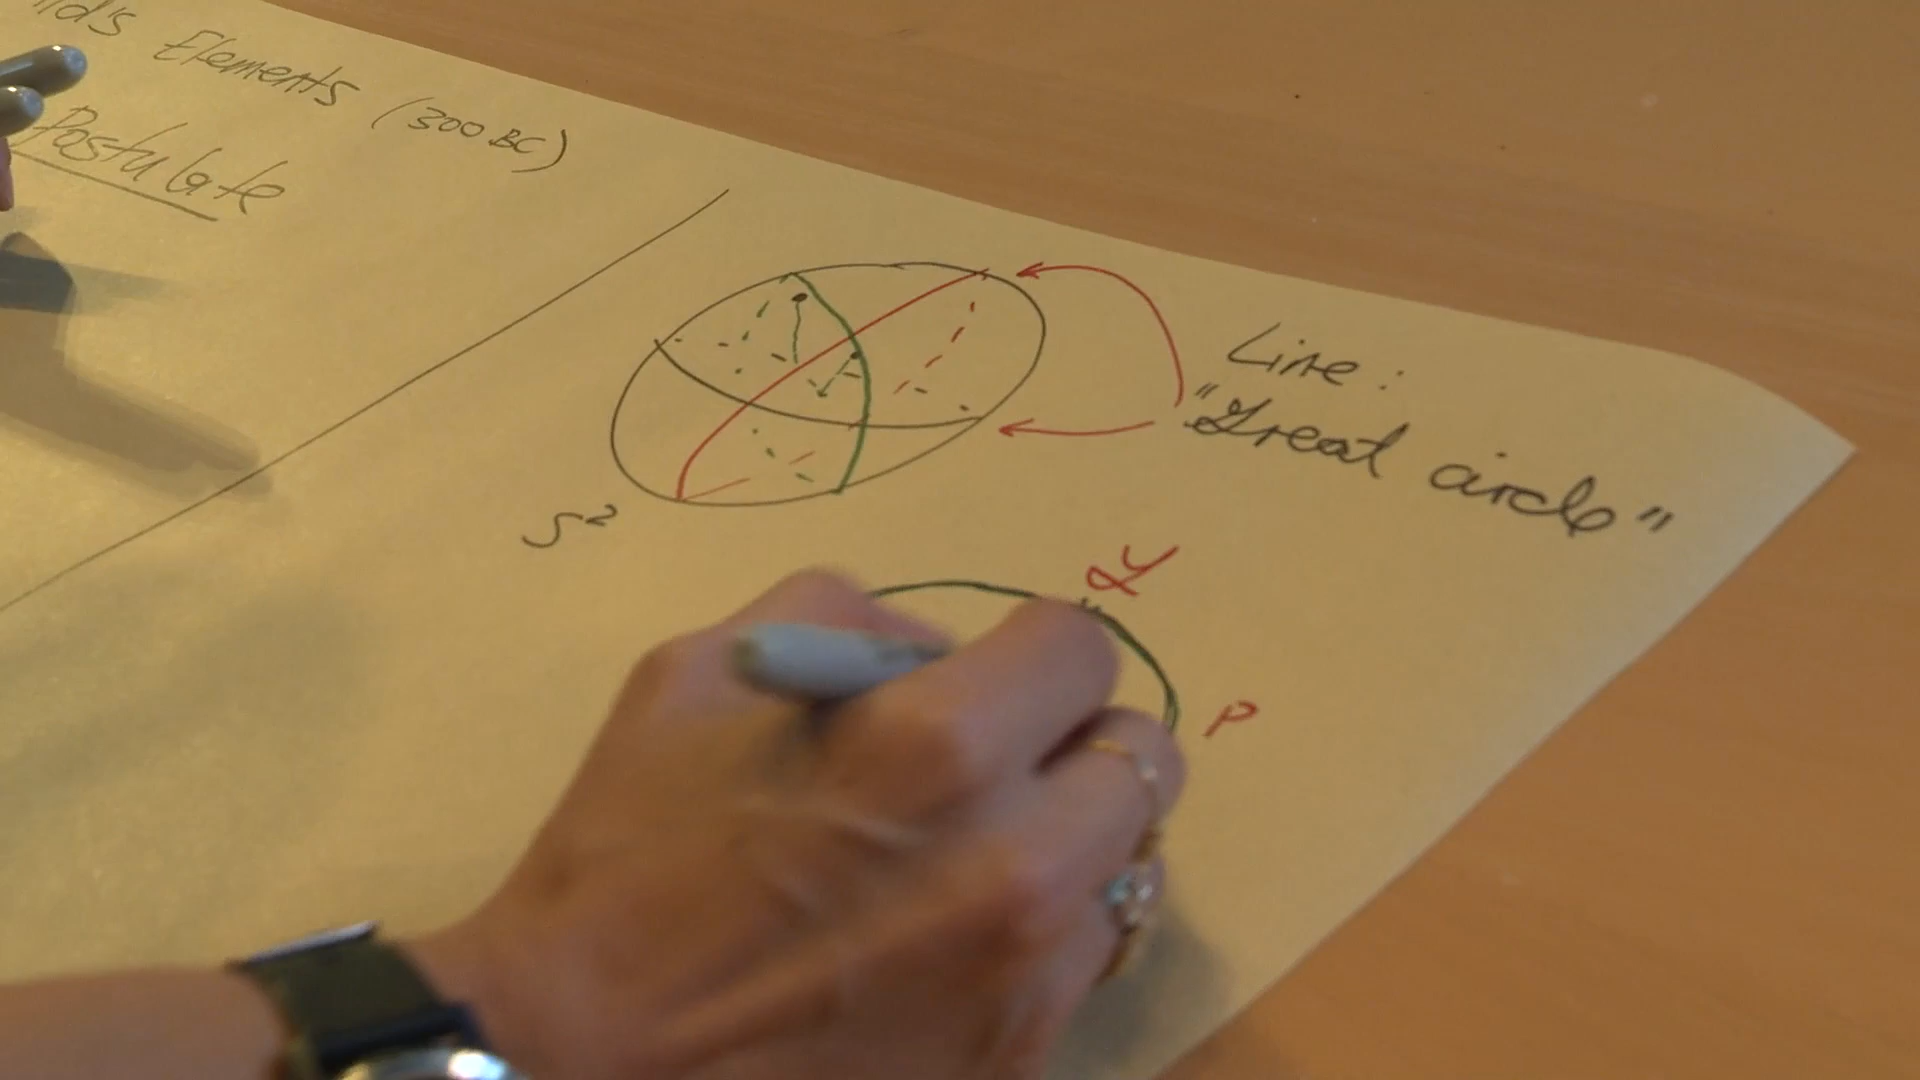 Elements (300 BC)
Postulate
Line:
"Great circle"
S²
L
P